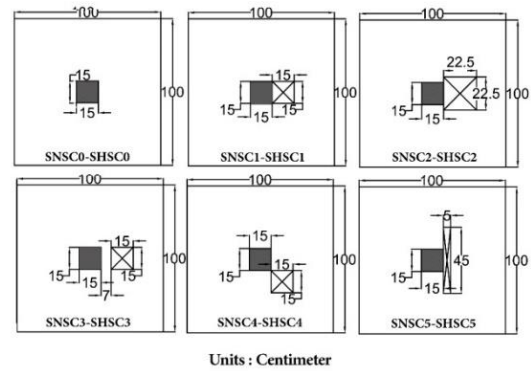 100 100 100
15 15 15 22.5
100 15 100 15 22.5 100
15 15 15
SNSC0-SHSC0 SNSC1-SHSC1 SNSC2-SHSC2
100 100 100
15 15 5
15 15 100 15 100 15 45 100
15 15 15
7 15
SNSC3-SHSC3 SNSC4-SHSC4 SNSC5-SHSC5
Units : Centimeter